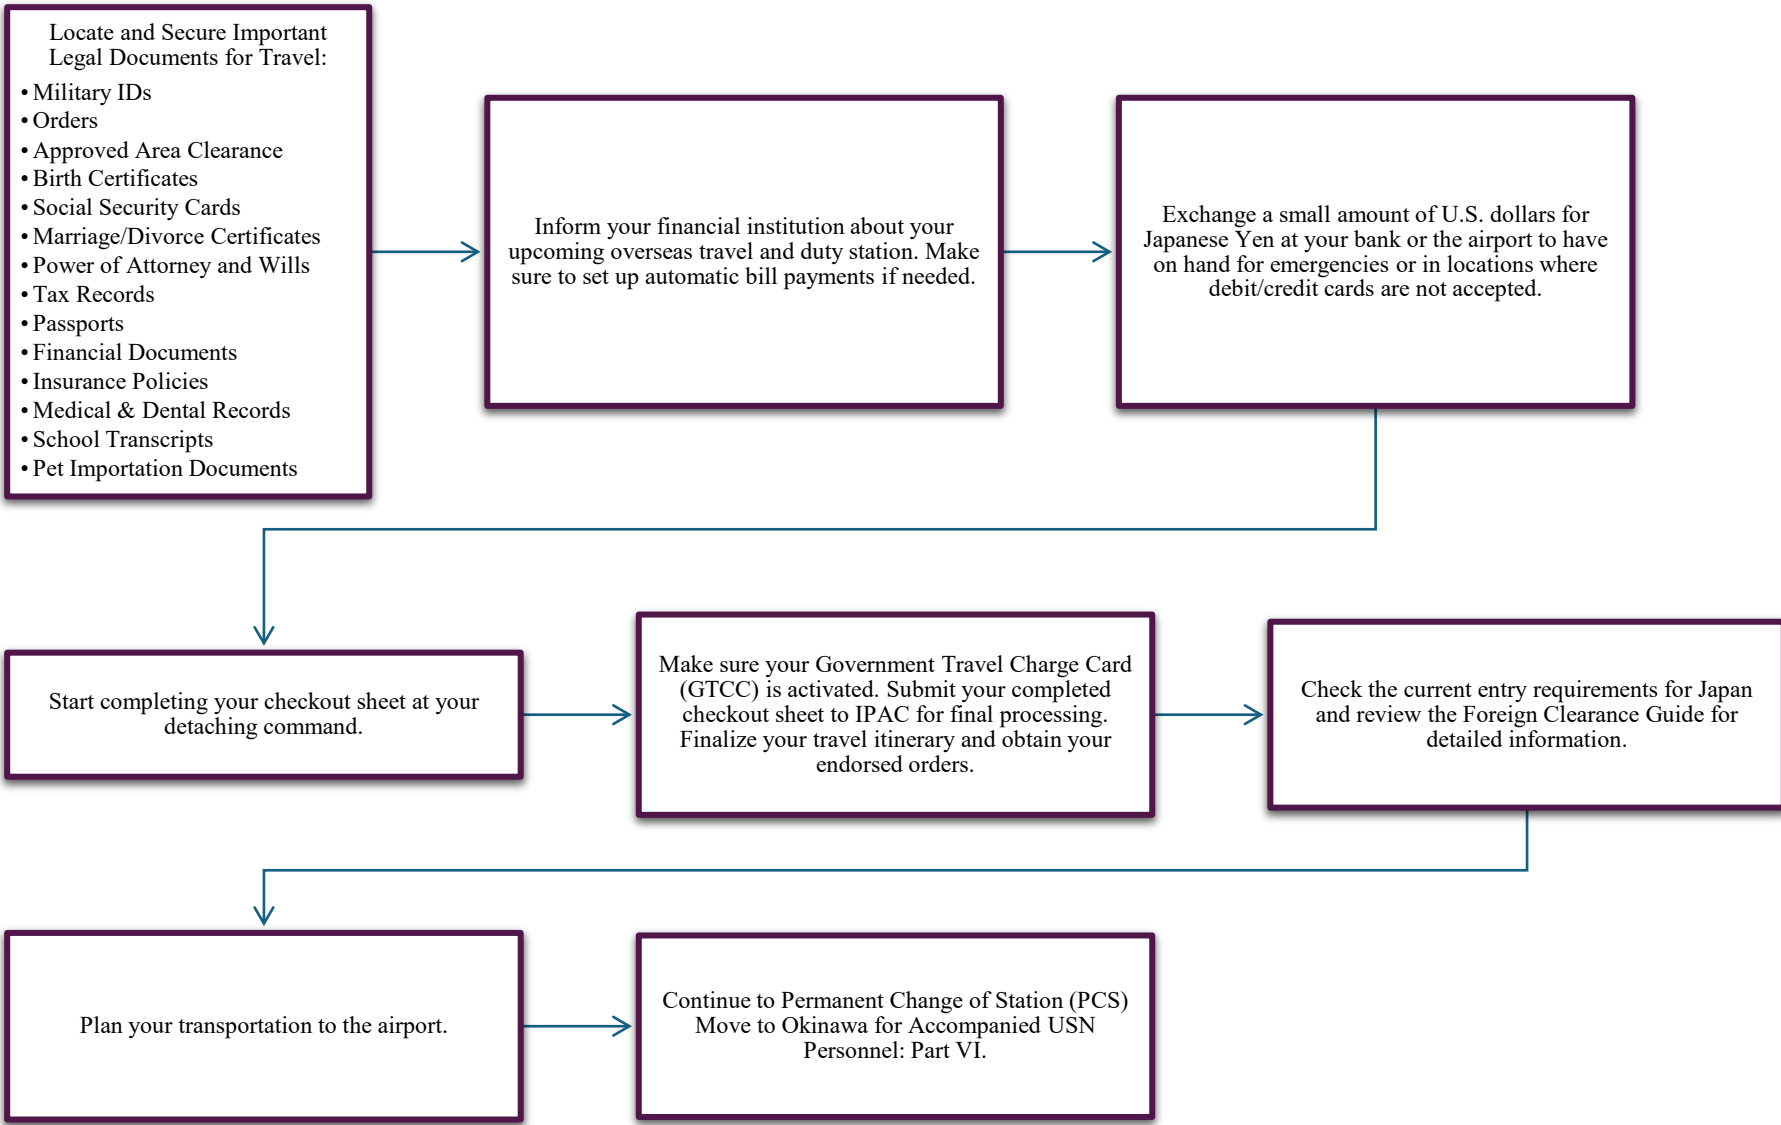 Locate and Secure Important
Legal Documents for Travel:
• Military IDs
• Orders
• Approved Area Clearance
• Birth Certificates
• Social Security Cards
• Marriage/Divorce Certificates
• Power of Attorney and Wills
• Tax Records
• Passports
• Financial Documents
• Insurance Policies
• Medical & Dental Records
• School Transcripts
• Pet Importation Documents
Inform your financial institution about your
upcoming overseas travel and duty station. Make
sure to set up automatic bill payments if needed.
Exchange a small amount of U.S. dollars for
Japanese Yen at your bank or the airport to have
on hand for emergencies or in locations where
debit/credit cards are not accepted.
Start completing your checkout sheet at your
detaching command.
Make sure your Government Travel Charge Card
(GTCC) is activated. Submit your completed
checkout sheet to IPAC for final processing.
Finalize your travel itinerary and obtain your
endorsed orders.
Check the current entry requirements for Japan
and review the Foreign Clearance Guide for
detailed information.
Plan your transportation to the airport.
Continue to Permanent Change of Station (PCS)
Move to Okinawa for Accompanied USN
Personnel: Part VI.